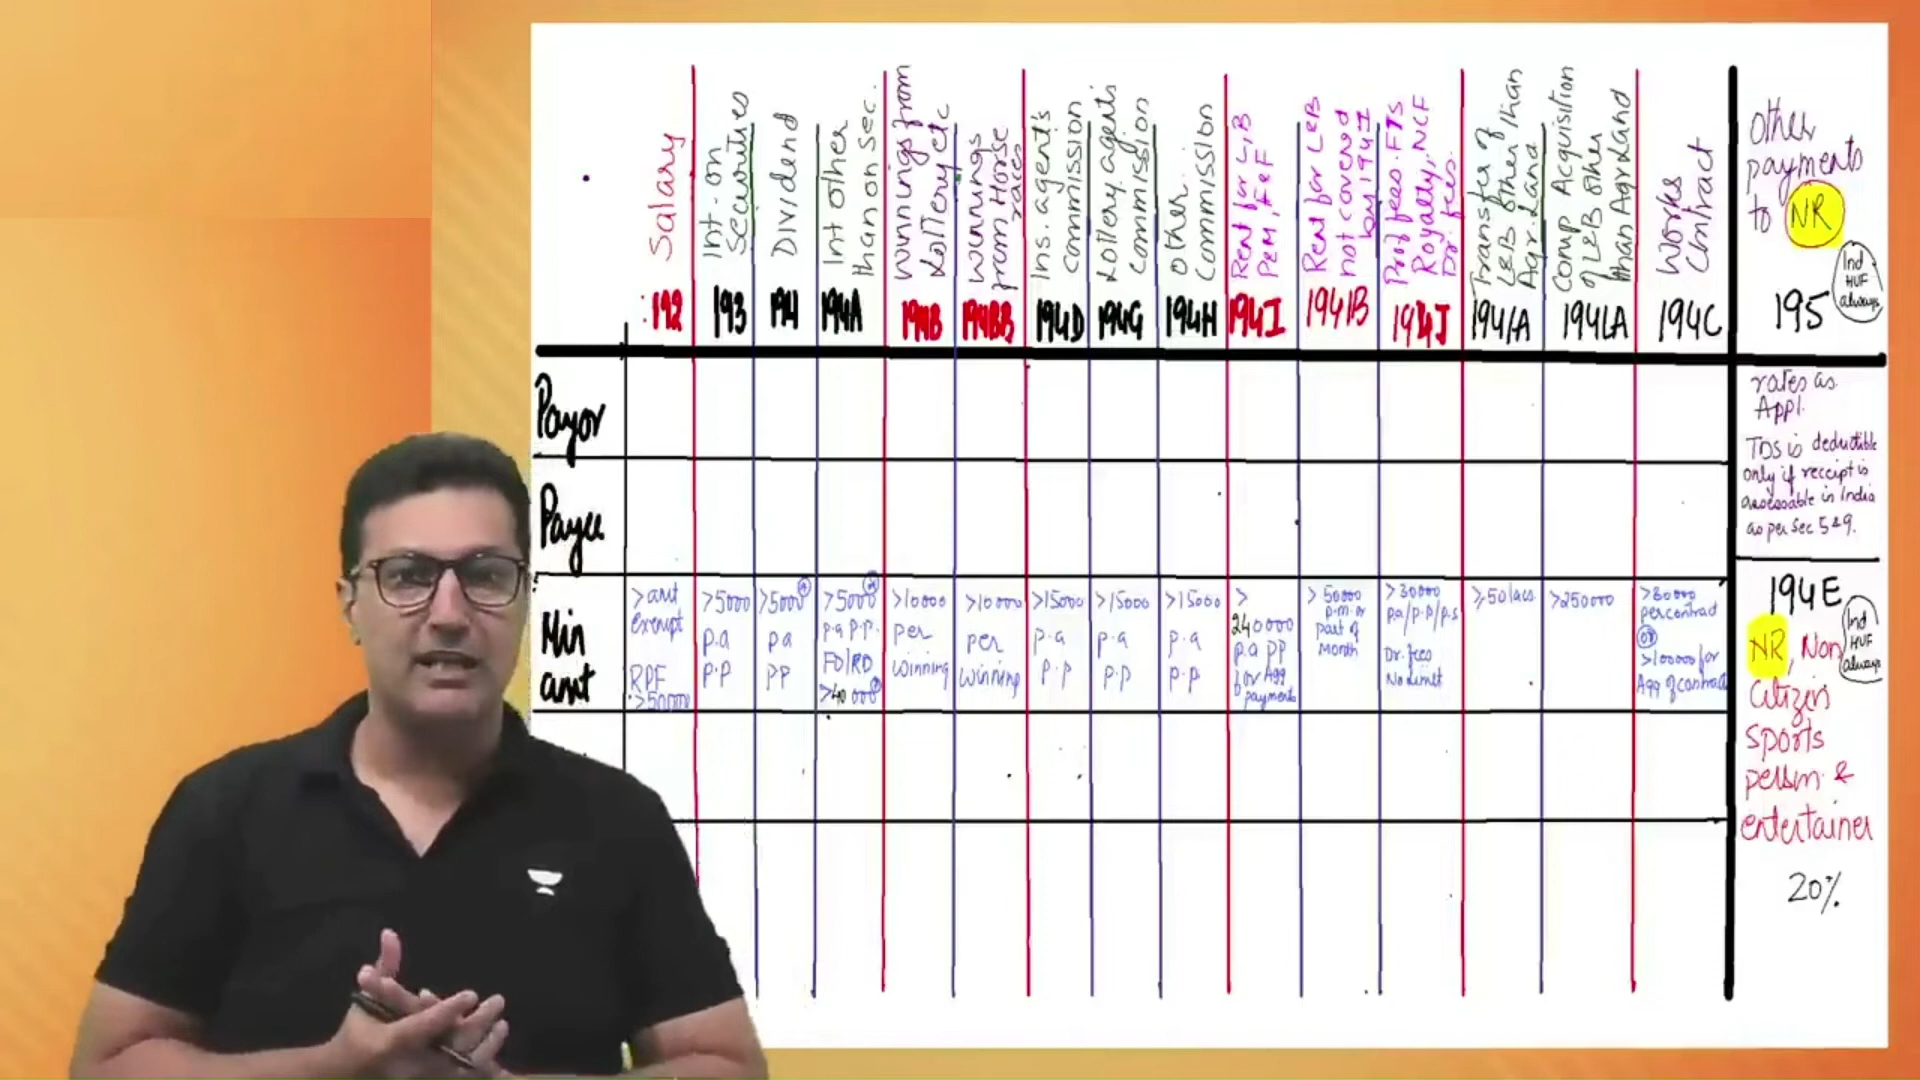 Salary
192
Int. on
Securities
193
Dividend
194
Int other
than on sec.
194A
Winnings from
Lottery etc
194B
Winnings
from Horse
races
194BB
Ins. agent's
commission
194D
Lottery agent's
commission
194G
other
commission
194H
Rent for L,B
P&M, F&F
194I
Rent for L&B
not covered
by 194I
194IB
Prof fees. FTS
Royalty, NCF
Dr. fees.
194J
Transfer of
L&B other than
Agr. Land
194IA
Comp Acquisition
of L&B other
than Agr Land
194LA
Works
Contract
194C
other
payments
to NR
Ind
HUF
always
195
Payor
rates as
Appl.
TDS is deductible
only if receipt is
assessable in India
as per Sec 5 & 9.
Payee
Min
amt
>amt
exempt
RPF
>50000
>5000
p.a
p.p
>5000
pa
pp
>5000
p.a p.p.
FD/RD
>40000
>10000
per
winning
>10000
per
winning
>15000
p.a
p.p
>15000
p.a
p.p
>15000
p.a
p.p
>
240000
p.a pp
for Agg
payments
>50000
p.m. or
part of
Month
>30000
pa/p.p/p.s
Dr. fees
No limit
≥50 lacs
>250000
>30000
per contract
OR
>100000 for
Agg of contract
194E
Ind
HUF
always
NR, Non
citizen
sports
person &
entertainer
20%